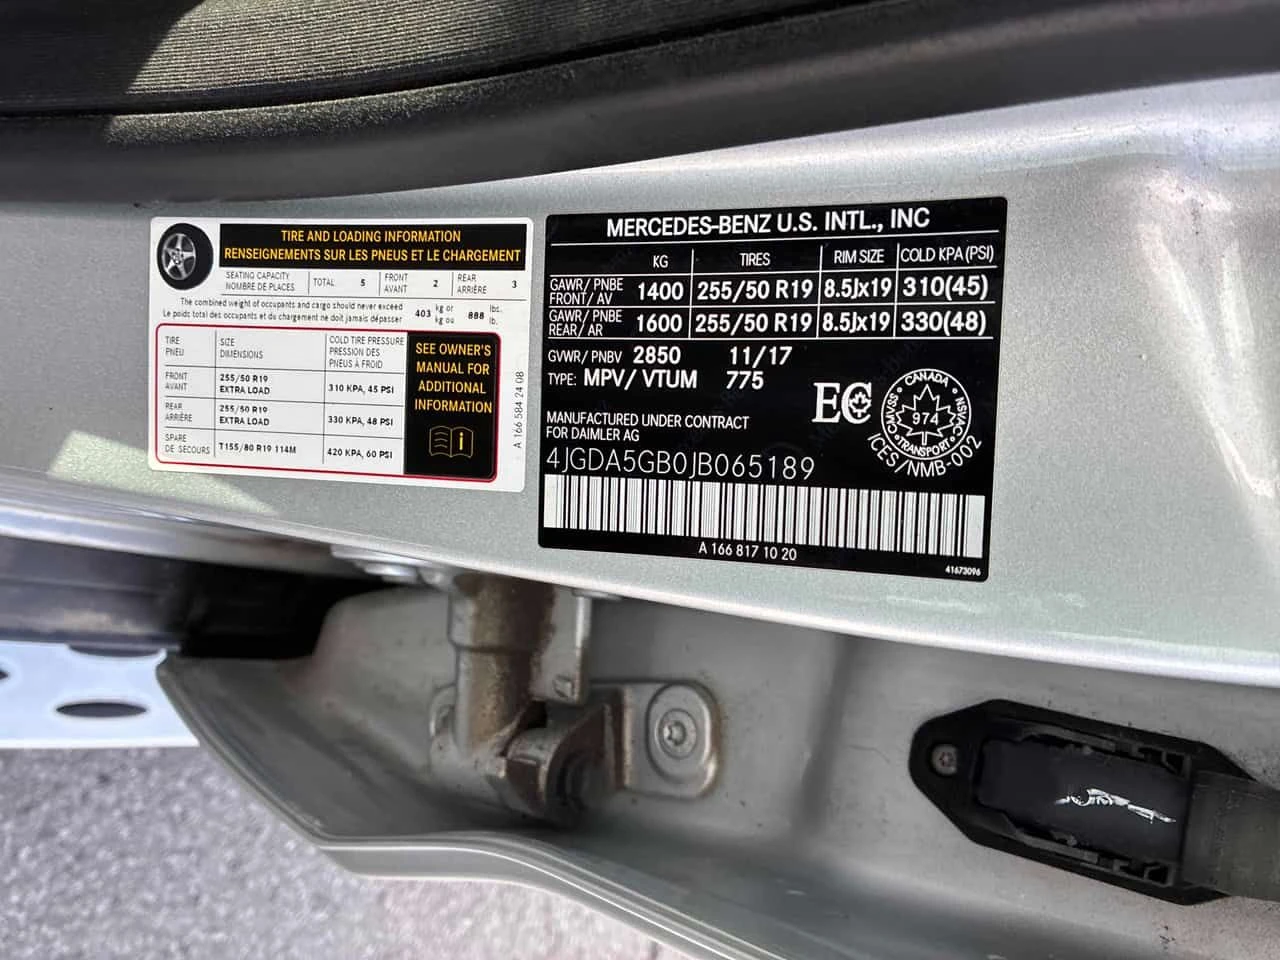 TIRE AND LOADING INFORMATION
RENSEIGNEMENTS SUR LES PNEUS ET LE CHARGEMENT
SEATING CAPACITY
NOMBRE DE PLACES
TOTAL 5
FRONT
AVANT
2
REAR
ARRIÈRE
3
The combined weight of occupants and cargo should never exceed
Le poids total des occupants et du chargement ne doit jamais dépasser
403 kg or
kg ou
888 lbs.
lb.
TIRE
PNEU
SIZE
DIMENSIONS
COLD TIRE PRESSURE
PRESSION DES
PNEUS À FROID
FRONT
AVANT
255/50 R19
EXTRA LOAD
310 KPA, 45 PSI
REAR
ARRIÈRE
255/50 R19
EXTRA LOAD
330 KPA, 48 PSI
SPARE
DE SECOURS
T155/80 R19 114M
420 KPA, 60 PSI
SEE OWNER'S
MANUAL FOR
ADDITIONAL
INFORMATION
i
A 166 584 24 08
MERCEDES-BENZ U.S. INTL., INC
KG TIRES RIM SIZE COLD KPA (PSI)
GAWR/ PNBE
FRONT/ AV
1400 255/50 R19 8.5Jx19 310(45)
GAWR/ PNBE
REAR/ AR
1600 255/50 R19 8.5Jx19 330(48)
GVWR/ PNBV 2850 11/17
TYPE: MPV/ VTUM 775
MANUFACTURED UNDER CONTRACT
FOR DAIMLER AG
EC
CANADA
974
TRANSPORT
NSVAC
CMVSS
ICES/NMB-002
4JGDA5GB0JB065189
A 166 817 10 20
41673096